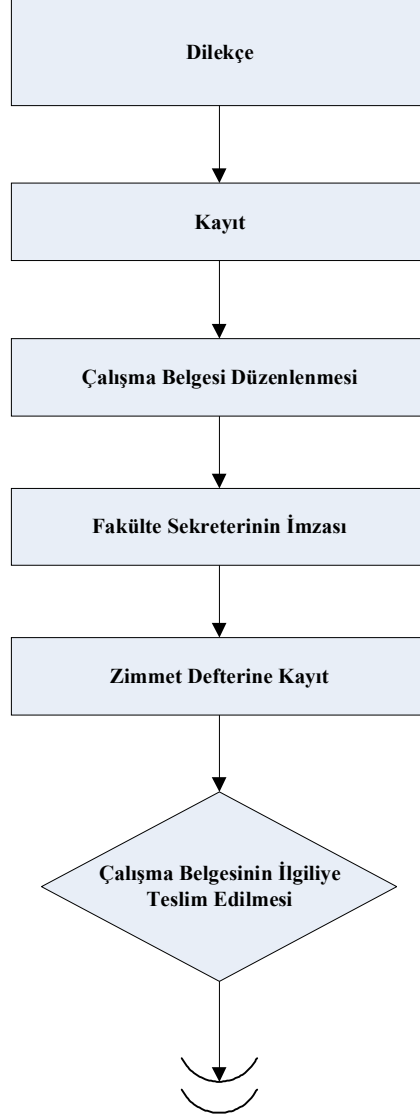 Dilekçe
Kayıt
Çalışma Belgesi Düzenlenmesi
Fakülte Sekreterinin İmzası
Zimmet Defterine Kayıt
Çalışma Belgesinin İlgiliye
Teslim Edilmesi